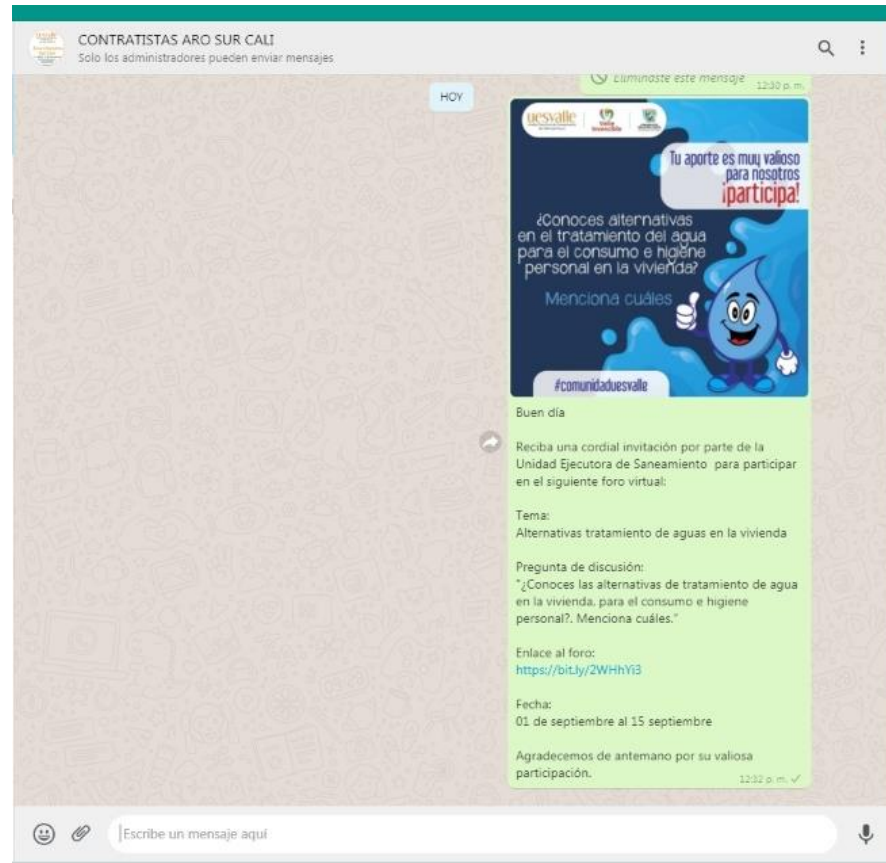 CONTRATISTAS ARO SUR CALI
Solo los administradores pueden enviar mensajes
Eliminaste este mensaje
12:30 p. m.
HOY
uesvalle
Tu aporte es muy valioso
para nosotros
¡participa!
¿Conoces alternativas
en el tratamiento del agua
para el consumo e higiene
personal en la vivienda?
Menciona cuáles
#comunidaduesvalle
Buen día
Reciba una cordial invitación por parte de la
Unidad Ejecutora de Saneamiento para participar
en el siguiente foro virtual:
Tema:
Alternativas tratamiento de aguas en la vivienda
Pregunta de discusión:
"¿Conoces las alternativas de tratamiento de agua
en la vivienda, para el consumo e higiene
personal?. Menciona cuáles."
Enlace al foro:
https://bit.ly/2WHhYi3
Fecha:
01 de septiembre al 15 septiembre
Agradecemos de antemano por su valiosa
participación.
12:32 p. m.
Escribe un mensaje aquí